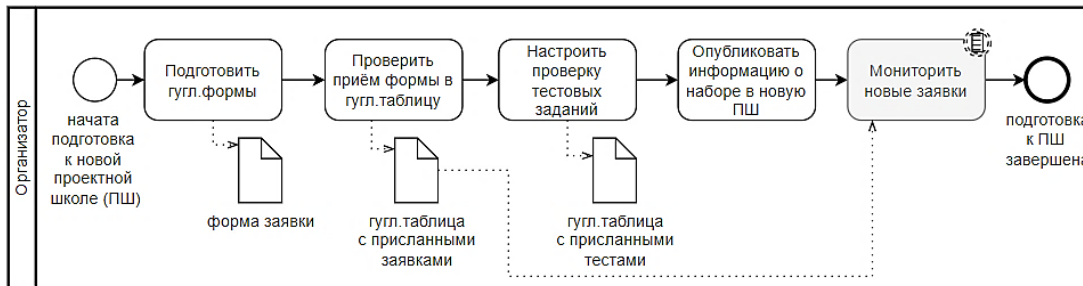 Организатор
начата
подготовка
к новой
проектной
школе (ПШ)
Подготовить
гугл.формы
Проверить
приём формы в
гугл.таблицу
Настроить
проверку
тестовых
заданий
Опубликовать
информацию о
наборе в новую
ПШ
Мониторить
новые заявки
подготовка
к ПШ
завершена
форма заявки
гугл.таблица
с присланными
заявками
гугл.таблица
с присланными
тестами